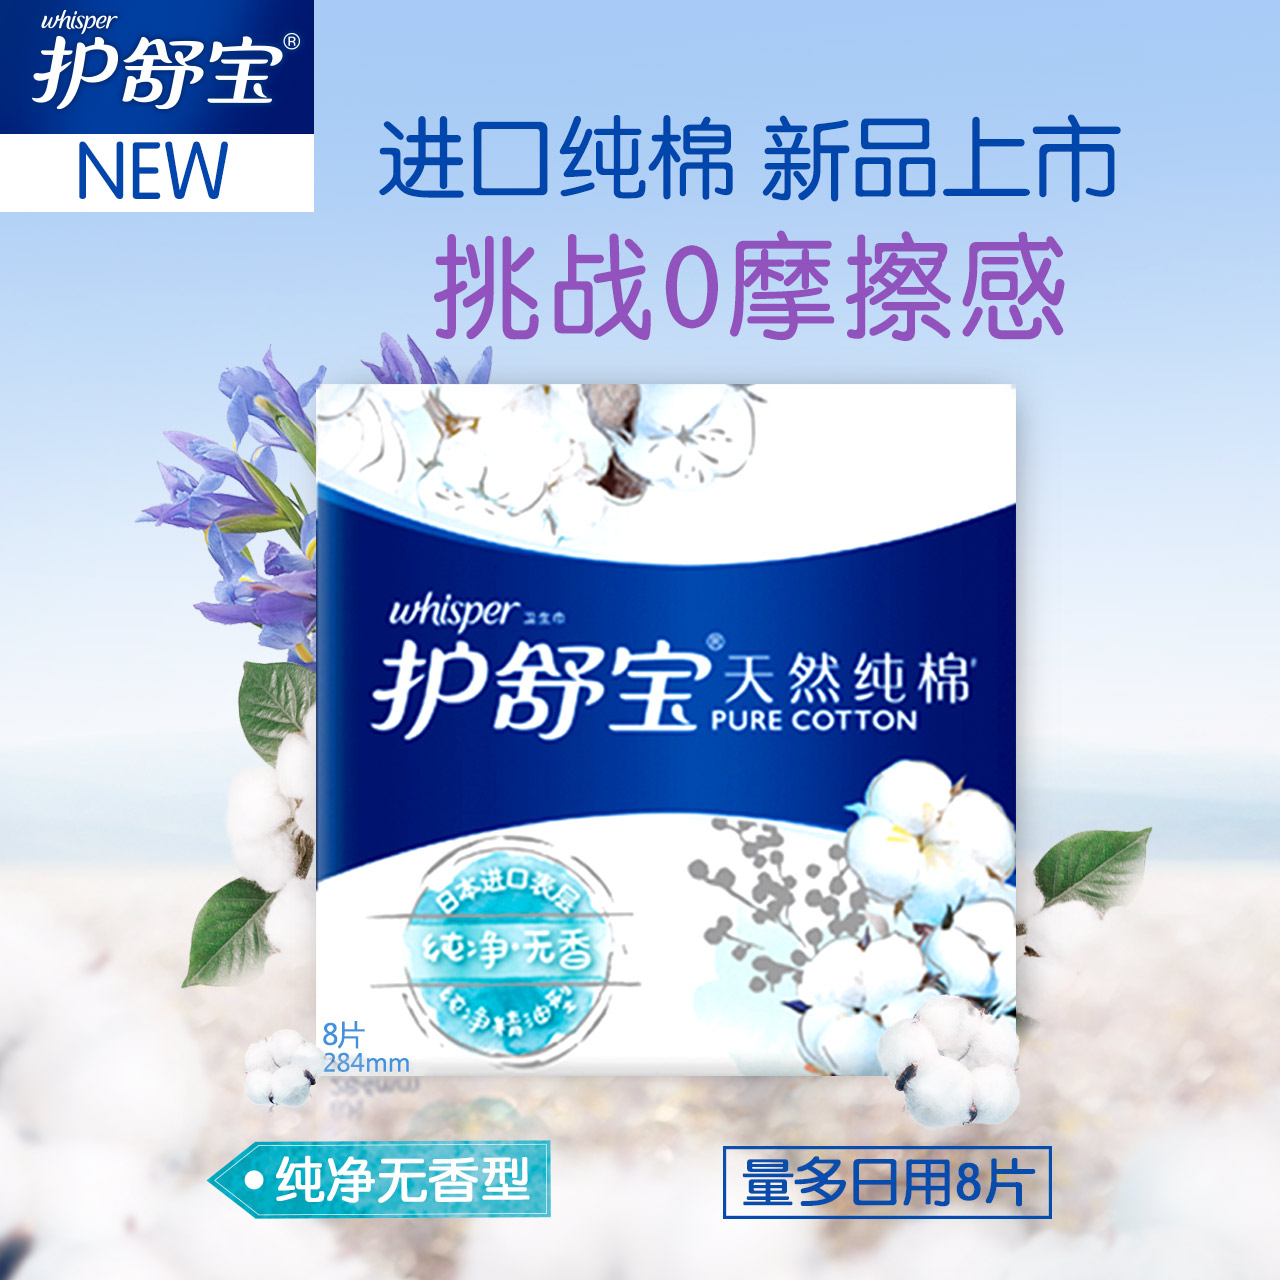 whisper
护舒宝®
NEW
进口纯棉 新品上市
挑战0摩擦感
whisper 卫生巾
护舒宝® 天然纯棉
PURE COTTON
日本进口表层
纯净·无香
纯净精油型
8片
284mm
纯净无香型
量多日用8片